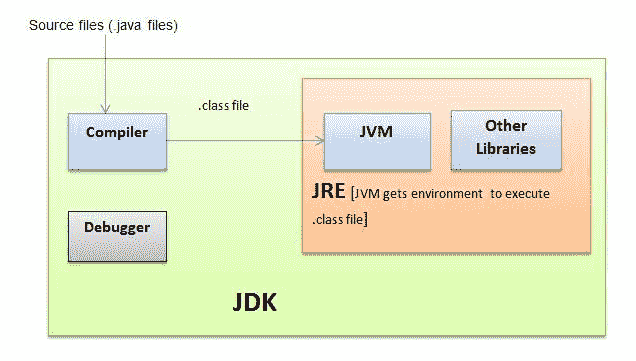 Source files (.java files)
.class file
Compiler
JVM
Other
Libraries
JRE [JVM gets environment to execute
.class file]
Debugger
JDK